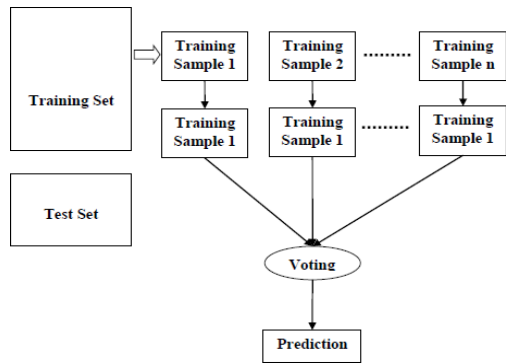 Training Set
Training
Sample 1
Training
Sample 2
.........
Training
Sample n
Training
Sample 1
Training
Sample 1
.........
Training
Sample 1
Test Set
Voting
Prediction